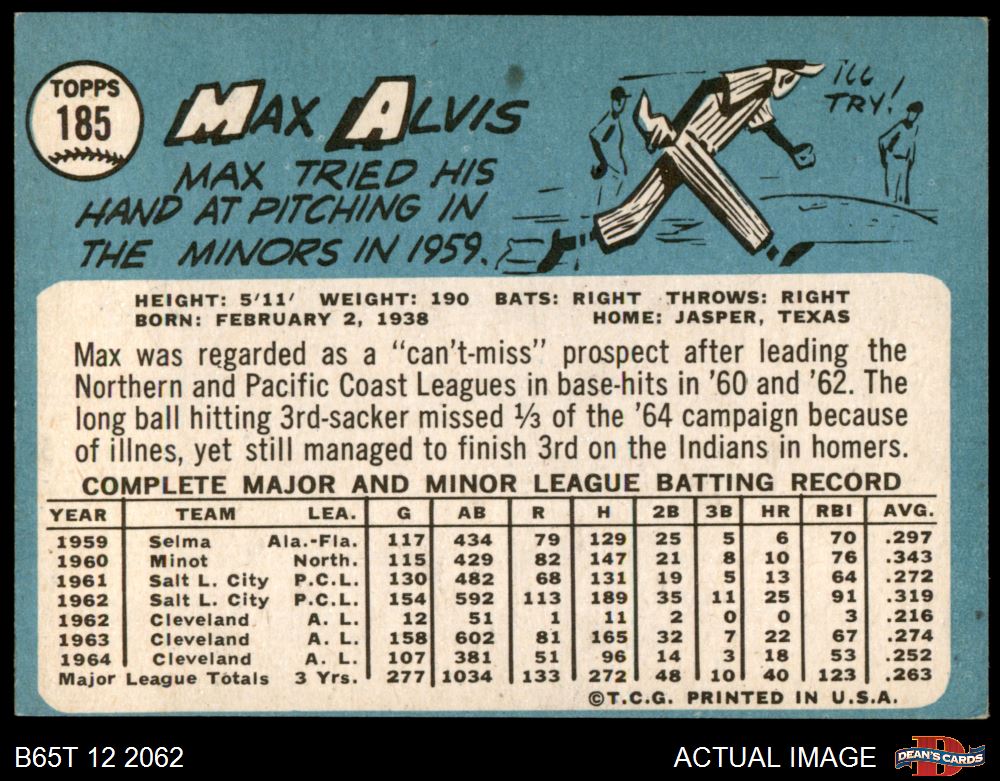 TOPPS
185
MAX ALVIS
MAX TRIED HIS
HAND AT PITCHING IN
THE MINORS IN 1959.
I'LL
TRY!
HEIGHT: 5'11' WEIGHT: 190 BATS: RIGHT THROWS: RIGHT
BORN: FEBRUARY 2, 1938 HOME: JASPER, TEXAS
Max was regarded as a "can't-miss" prospect after leading the
Northern and Pacific Coast Leagues in base-hits in '60 and '62. The
long ball hitting 3rd-sacker missed ⅓ of the '64 campaign because
of illnes, yet still managed to finish 3rd on the Indians in homers.
COMPLETE MAJOR AND MINOR LEAGUE BATTING RECORD
YEAR TEAM LEA. G AB R H 2B 3B HR RBI AVG.
1959 Selma Ala.-Fla. 117 434 79 129 25 5 6 70 .297
1960 Minot North. 115 429 82 147 21 8 10 76 .343
1961 Salt L. City P.C.L. 130 482 68 131 19 5 13 64 .272
1962 Salt L. City P.C.L. 154 592 113 189 35 11 25 91 .319
1962 Cleveland A. L. 12 51 1 11 2 0 0 3 .216
1963 Cleveland A. L. 158 602 81 165 32 7 22 67 .274
1964 Cleveland A. L. 107 381 51 96 14 3 18 53 .252
Major League Totals 3 Yrs. 277 1034 133 272 48 10 40 123 .263
©T.C.G. PRINTED IN U.S.A.
B65T 12 2062 ACTUAL IMAGE DEAN'S CARDS